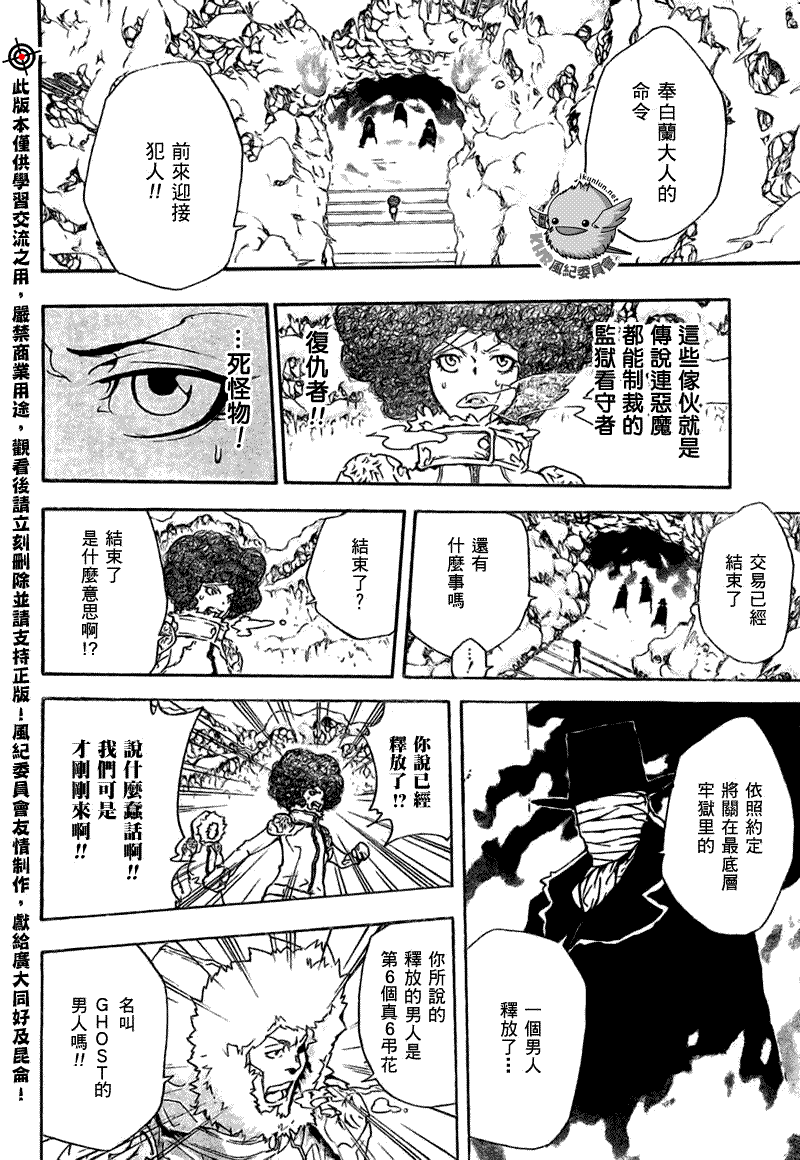 奉白蘭大人的
命令
前來迎接
犯人!!
ikunlun.net
KHR風紀委員會
這些傢伙就是
傳說連惡魔
都能制裁的
監獄看守者
復仇者!!
…死怪物!
交易已經
結束了
還有
什麼事嗎
…!
結束了?
結束了
是什麼意思啊!?
依照約定
將關在最底層
牢獄里的
一個男人
釋放了…
你說已經
釋放了!?
說什麼蠢話啊!!
我們可是
才剛剛來啊!!
你所說的
釋放的男人是
第6個真6弔花
名叫
GHOST的
男人嗎!!
此版本僅供學習交流之用,嚴禁商業用途,觀看後請立刻刪除並請支持正版!風紀委員會友情制作,獻給廣大同好及昆侖!